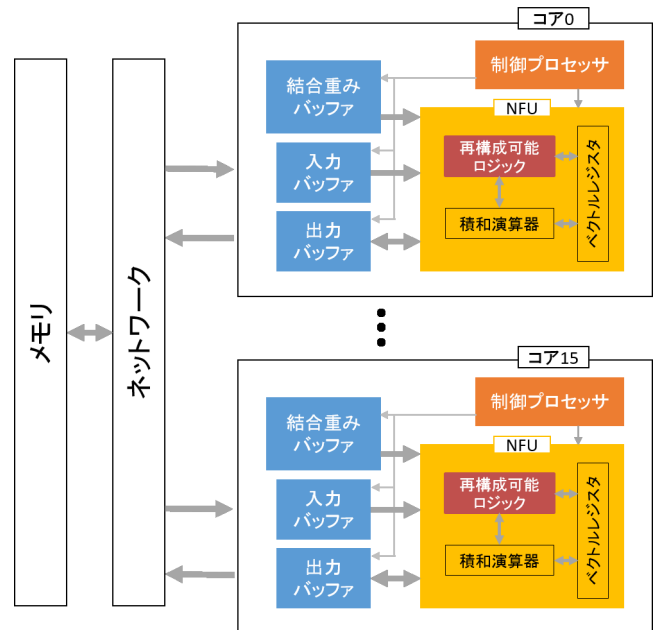 メモリ
ネットワーク
コア0
結合重み
バッファ
入力
バッファ
出力
バッファ
制御プロセッサ
NFU
再構成可能
ロジック
積和演算器
ベクトルレジスタ
コア15
結合重み
バッファ
入力
バッファ
出力
バッファ
制御プロセッサ
NFU
再構成可能
ロジック
積和演算器
ベクトルレジスタ